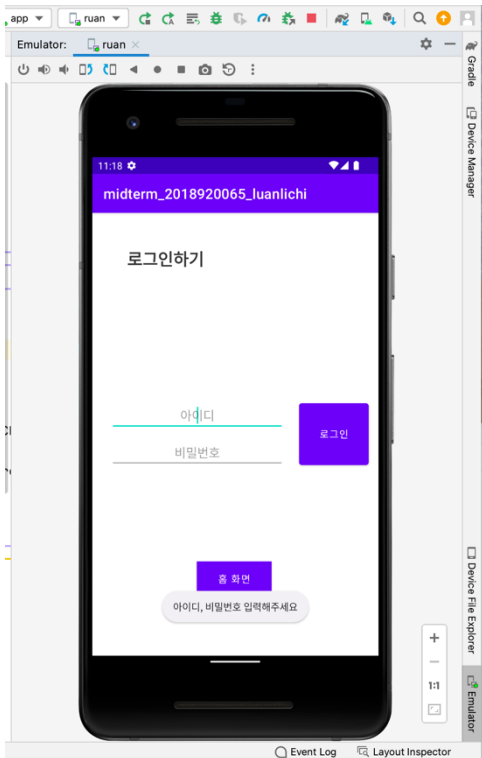 app
ruan
Emulator:
ruan
Gradle
Device Manager
11:18
midterm_2018920065_luanlichi
로그인하기
아이디
로그인
비밀번호
홈 화면
아이디, 비밀번호 입력해주세요
1:1
Device File Explorer
Emulator
Event Log
Layout Inspector